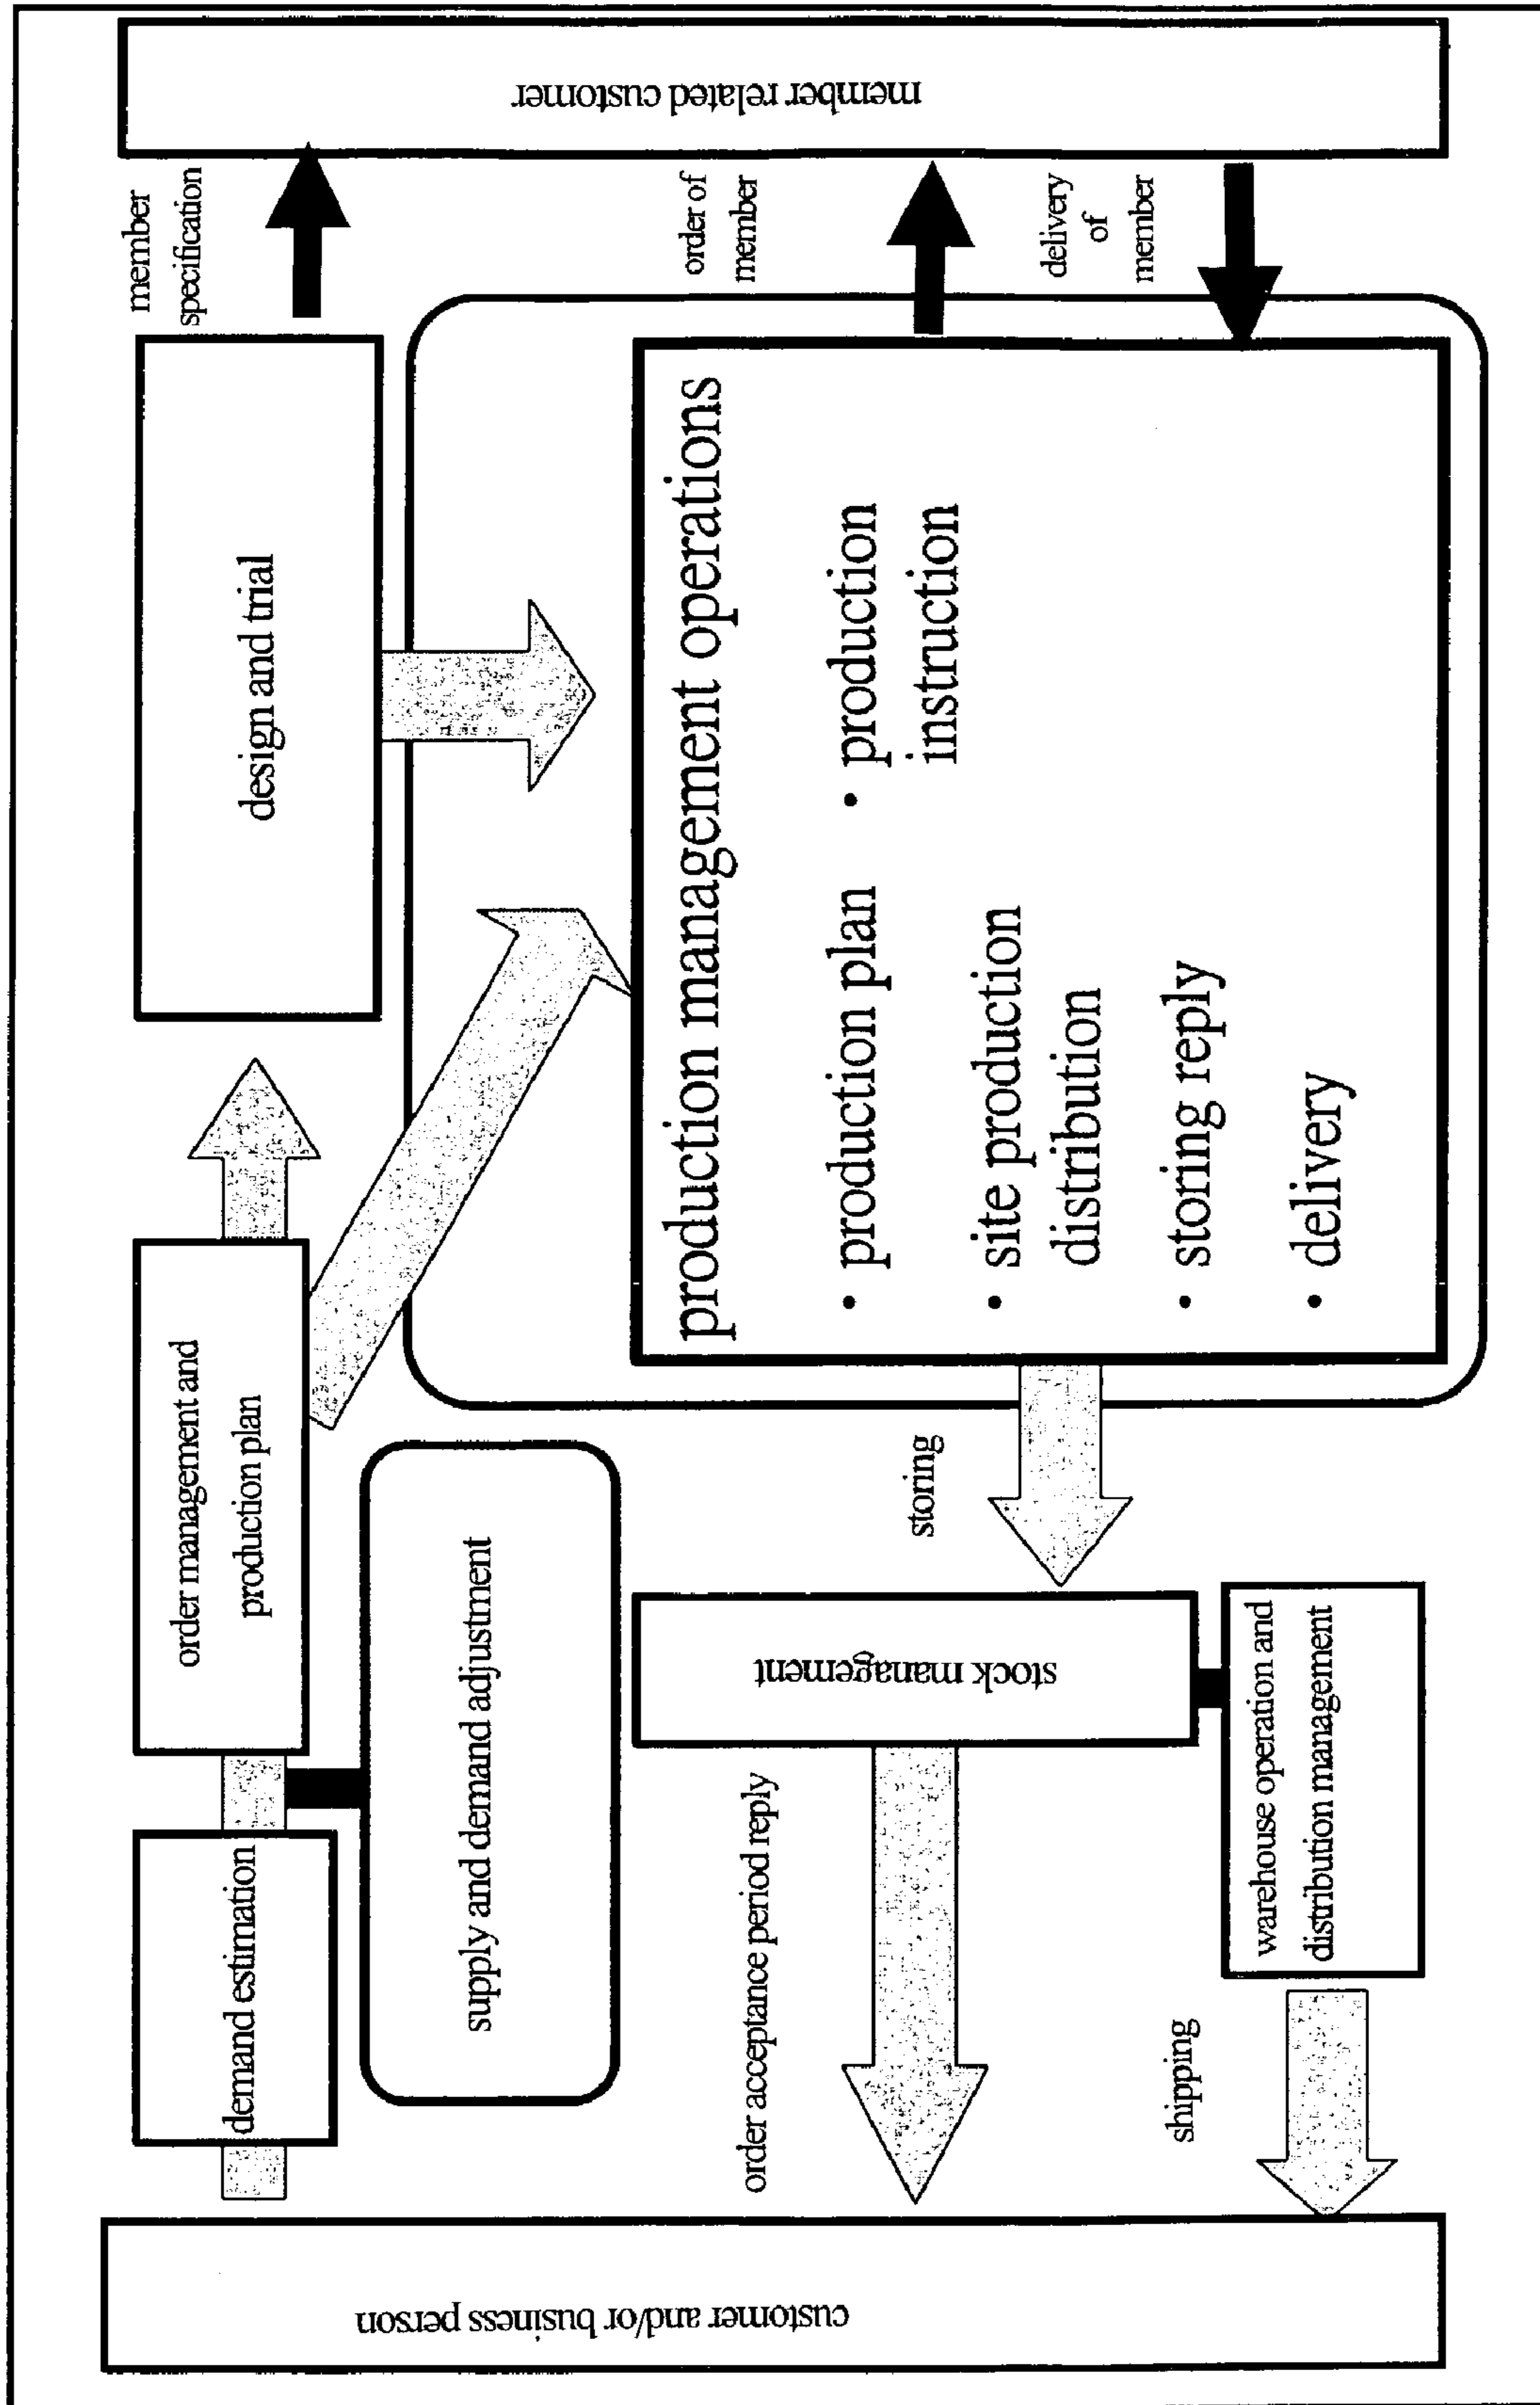 customer and/or business person
demand estimation
order management and
production plan
design and trial
member
specification
member related customer
supply and demand adjustment
production management operations
• production plan
• production
instruction
• site production
distribution
• storing reply
• delivery
order of
member
delivery
of
member
storing
stock management
order acceptance period reply
warehouse operation and
distribution management
shipping